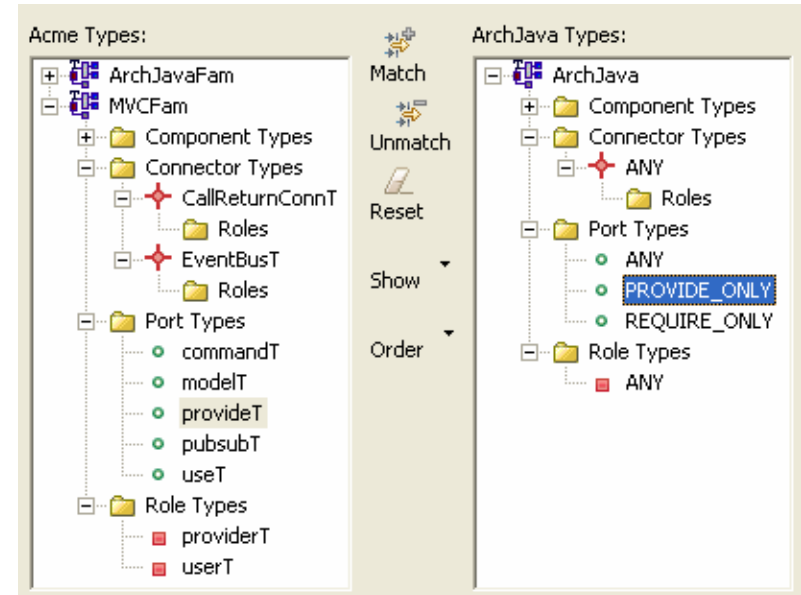 Acme Types:
ArchJavaFam
MVCFam
Component Types
Connector Types
CallReturnConnT
Roles
EventBusT
Roles
Port Types
commandT
modelT
provideT
pubsubT
useT
Role Types
providerT
userT
Match
Unmatch
Reset
Show
Order
ArchJava Types:
ArchJava
Component Types
Connector Types
ANY
Roles
Port Types
ANY
PROVIDE_ONLY
REQUIRE_ONLY
Role Types
ANY